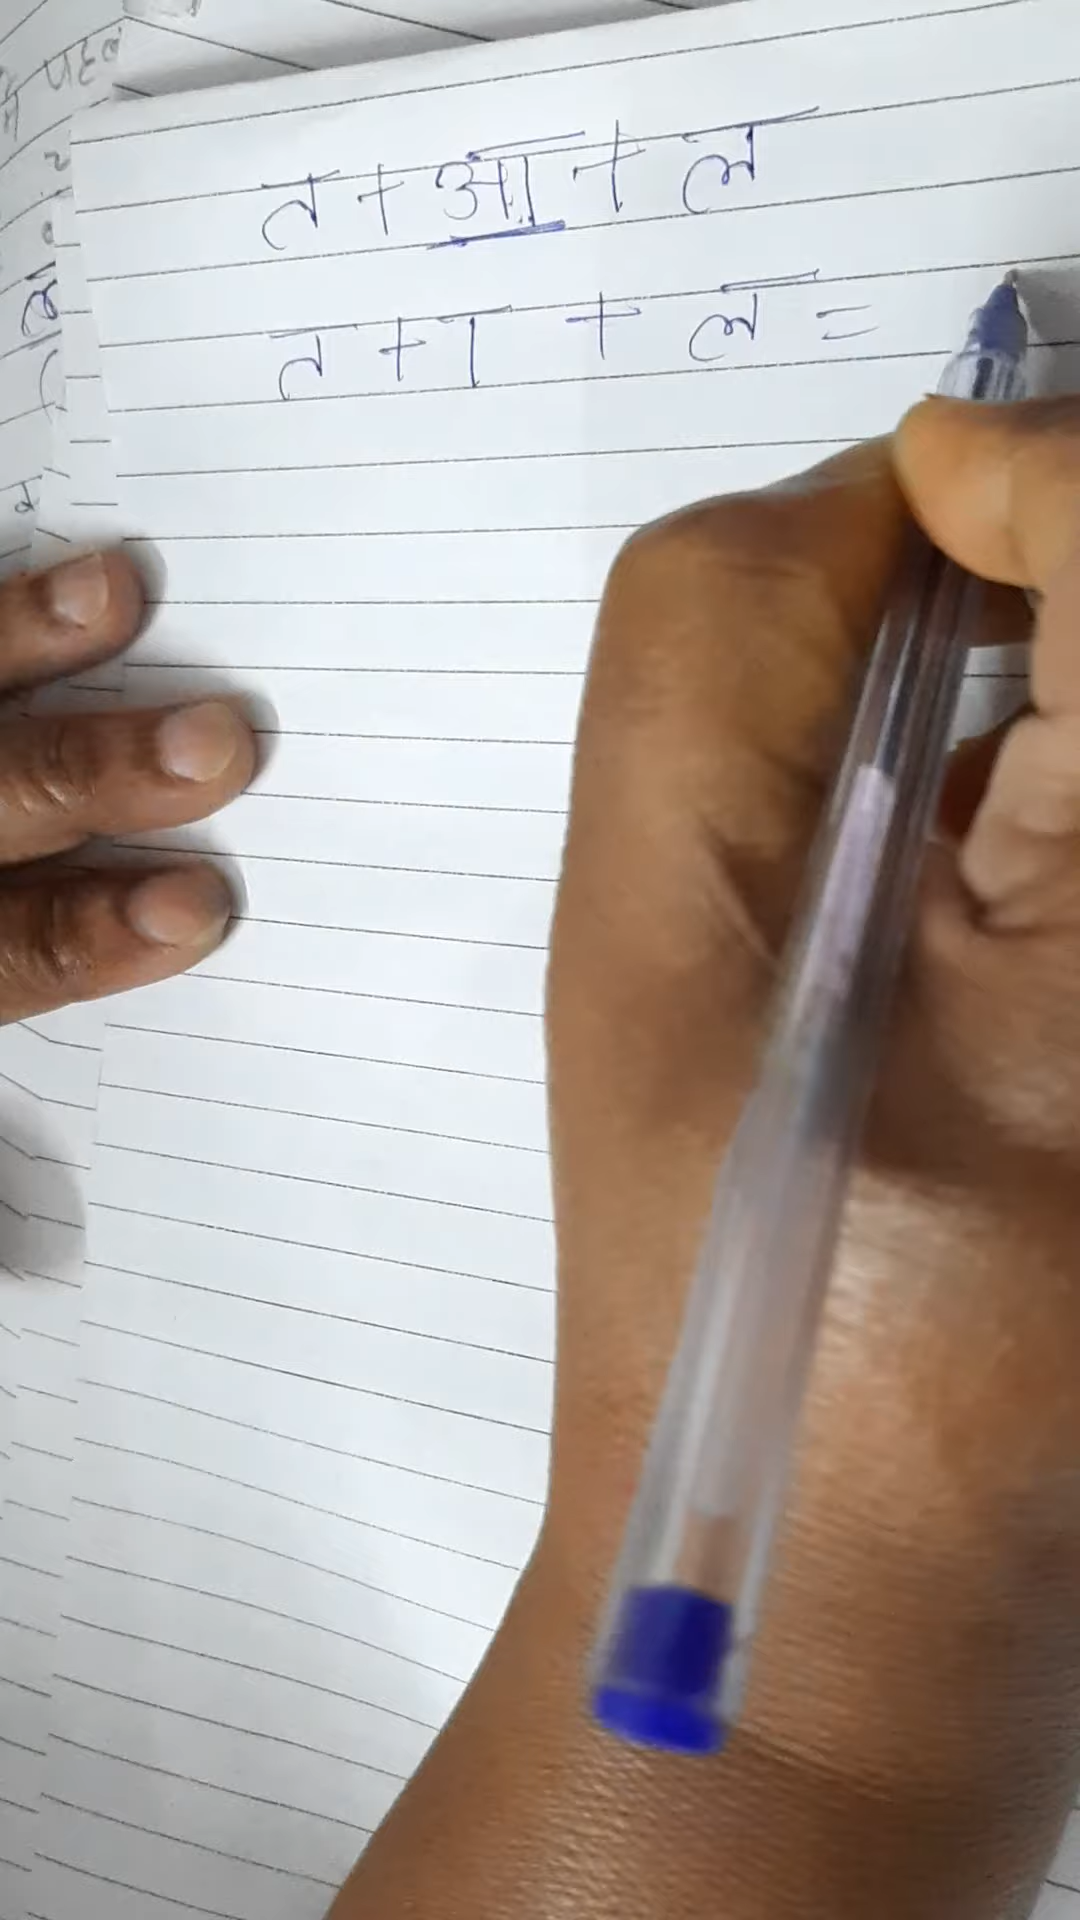 त + आ + ल
त + ा + ल =